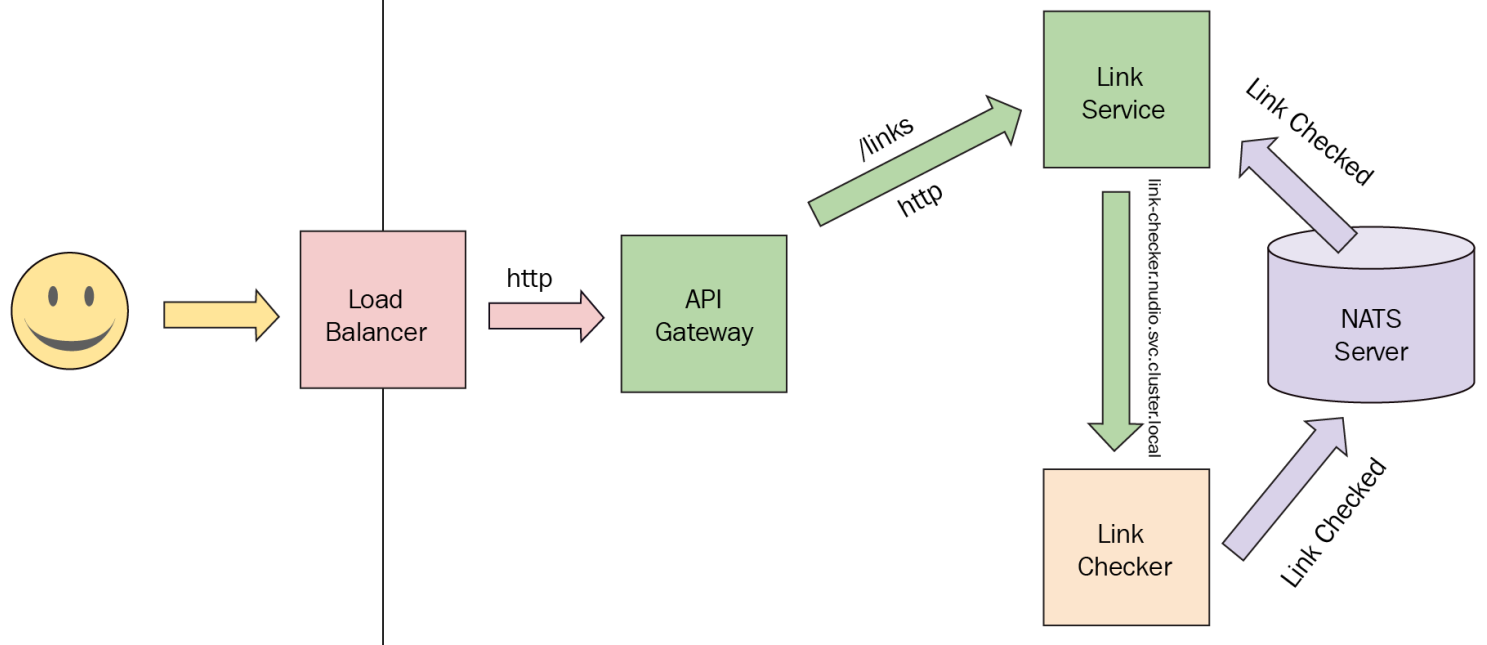 Load
Balancer
http
API
Gateway
/links
http
Link
Service
link-checker.nudio.svc.cluster.local
Link
Checker
Link Checked
NATS
Server
Link Checked